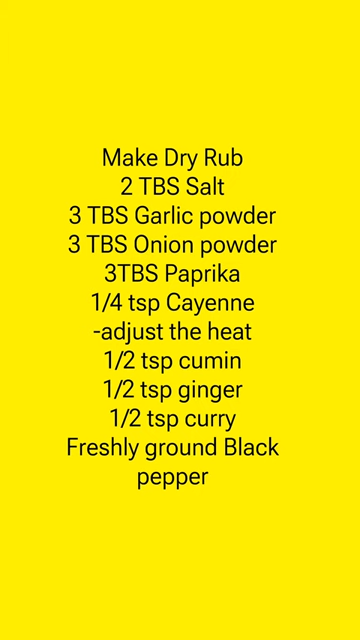 Make Dry Rub
2 TBS Salt
3 TBS Garlic powder
3 TBS Onion powder
3TBS Paprika
1/4 tsp Cayenne
-adjust the heat
1/2 tsp cumin
1/2 tsp ginger
1/2 tsp curry
Freshly ground Black
pepper